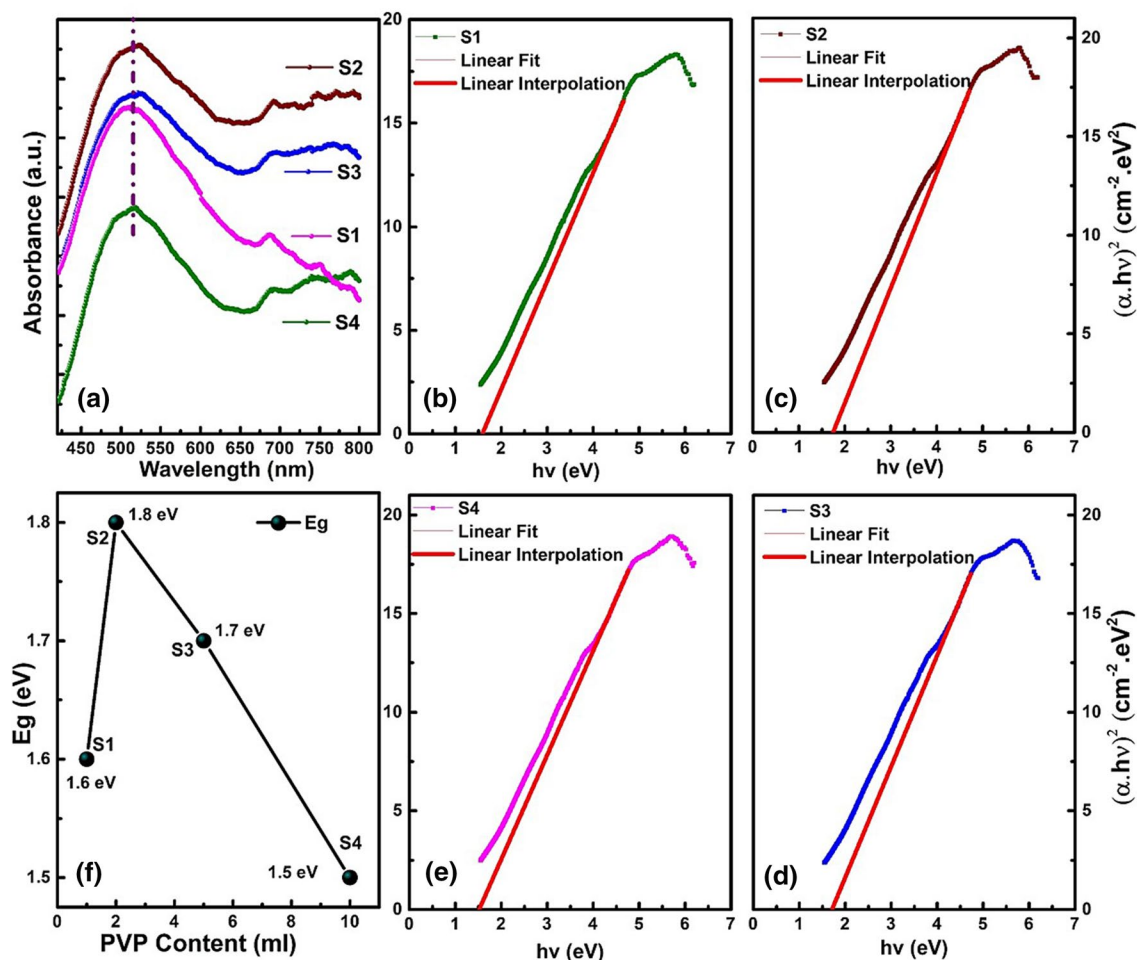 S2
S3
S1
S4
Absorbance (a.u.)
(a)
450 500 550 600 650 700 750 800
Wavelength (nm)
20
15
10
5
0
S1
Linear Fit
Linear Interpolation
(b)
0 1 2 3 4 5 6 7
hν (eV)
S2
Linear Fit
Linear Interpolation
(c)
0 1 2 3 4 5 6 7
hν (eV)
20
15
10
5
0
(α.hν)² (cm⁻².eV²)
1.8
1.7
1.6
1.5
Eg (eV)
1.8 eV
Eg
S2
1.7 eV
S3
S1
1.6 eV
S4
1.5 eV
(f)
0 2 4 6 8 10
PVP Content (ml)
20
15
10
5
0
S4
Linear Fit
Linear Interpolation
(e)
0 1 2 3 4 5 6 7
hν (eV)
S3
Linear Fit
Linear Interpolation
(d)
0 1 2 3 4 5 6 7
hν (eV)
20
15
10
5
0
(α.hν)² (cm⁻².eV²)